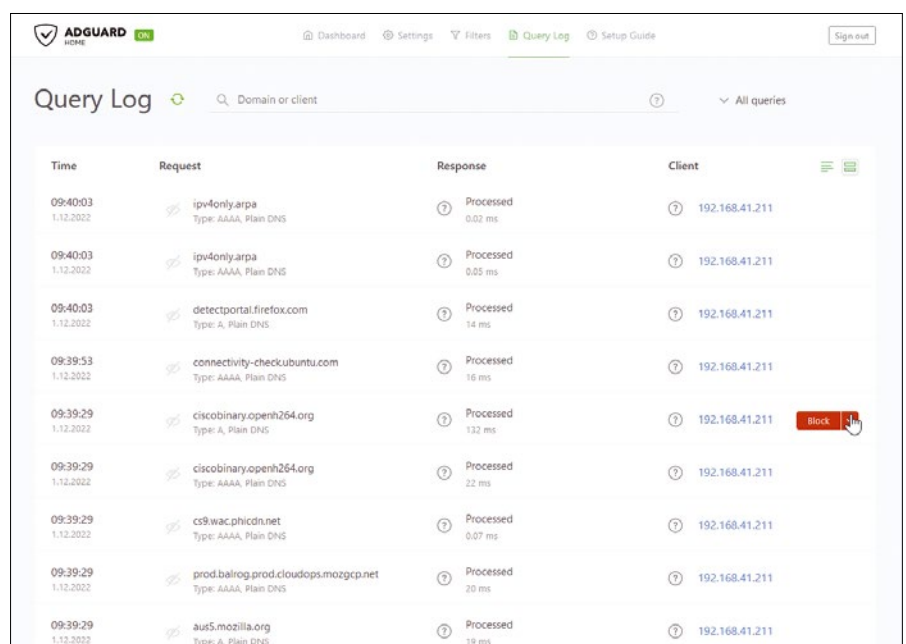 ADGUARD ON
HOME
Dashboard Settings Filters Query Log Setup Guide
Sign out
Query Log
Domain or client
All queries
Time Request Response Client
09:40:03 ipv4only.arpa Processed 192.168.41.211
1.12.2022 Type: AAAA, Plain DNS 0.02 ms
09:40:03 ipv4only.arpa Processed 192.168.41.211
1.12.2022 Type: AAAA, Plain DNS 0.05 ms
09:40:03 detectportal.firefox.com Processed 192.168.41.211
1.12.2022 Type: A, Plain DNS 14 ms
09:39:53 connectivity-check.ubuntu.com Processed 192.168.41.211
1.12.2022 Type: AAAA, Plain DNS 16 ms
09:39:29 ciscobinary.openh264.org Processed 192.168.41.211 Block
1.12.2022 Type: A, Plain DNS 132 ms
09:39:29 ciscobinary.openh264.org Processed 192.168.41.211
1.12.2022 Type: AAAA, Plain DNS 22 ms
09:39:29 cs9.wac.phicdn.net Processed 192.168.41.211
1.12.2022 Type: AAAA, Plain DNS 0.07 ms
09:39:29 prod.balrog.prod.cloudops.mozgcp.net Processed 192.168.41.211
1.12.2022 Type: AAAA, Plain DNS 20 ms
09:39:29 aus5.mozilla.org Processed 192.168.41.211
1.12.2022 Type: A, Plain DNS 19 ms